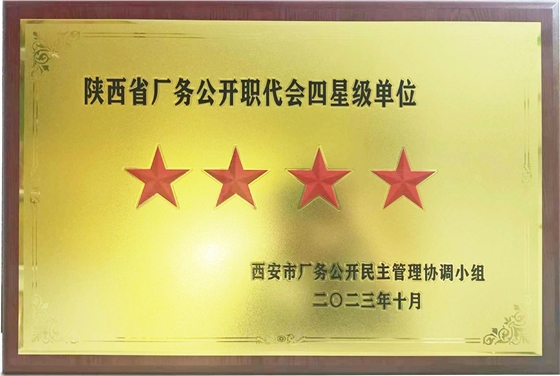 陕西省厂务公开职代会四星级单位
西安市厂务公开民主管理协调小组
二〇二三年十月